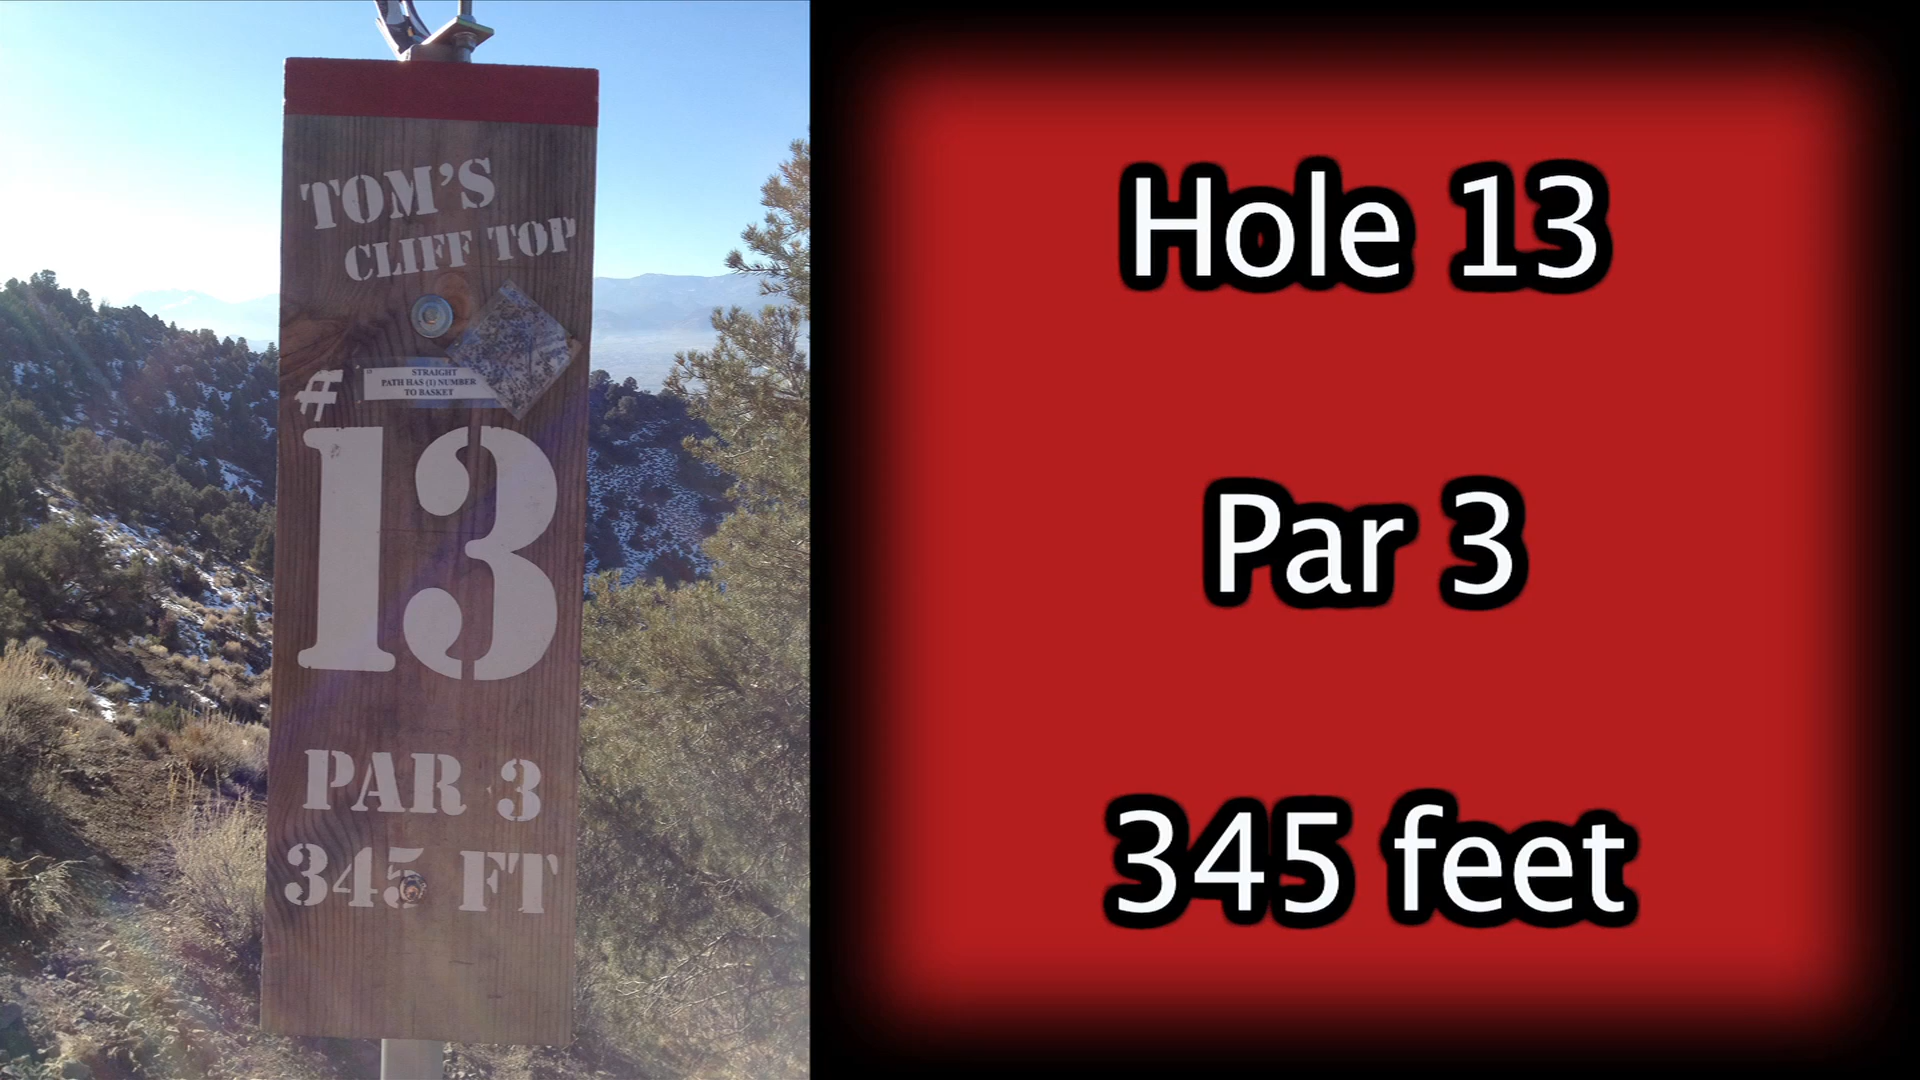 TOM'S
CLIFF TOP
STRAIGHT
PATH HAS (1) NUMBER
TO BASKET
#
13
PAR 3
345 FT
Hole 13
Par 3
345 feet